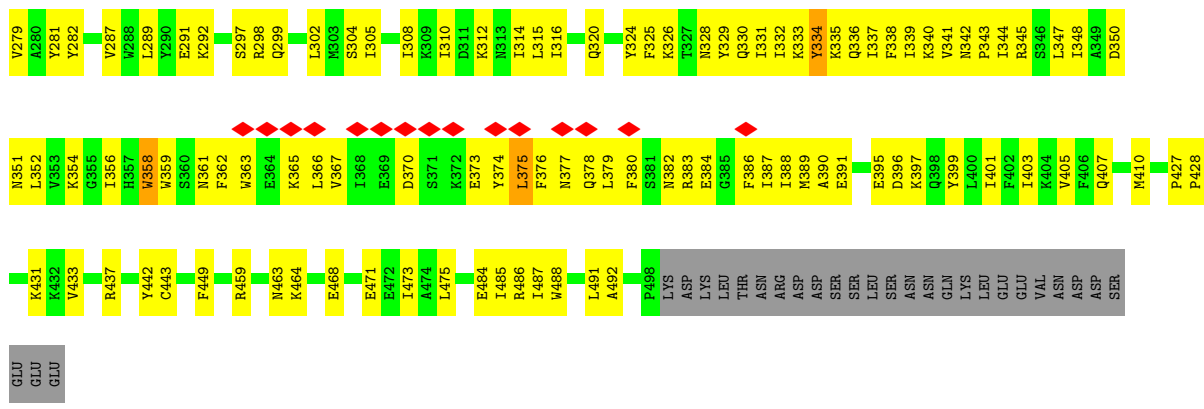 V279 A280 Y281 Y282 V287 W288 L289 Y290 E291 K292 S297 R298 Q299 L302 M303 S304 I305 I308 K309 I310 D311 K312 N313 I314 L315 I316 Q320 Y324 F325 K326 T327 N328 Y329 Q330 I331 I332 K333 Y334 K335 Q336 I337 F338 I339 K340 V341 N342 P343 I344 R345 S346 L347 I348 A349 D350
N351 L352 V353 K354 G355 I356 H357 W358 W359 S360 N361 F362 W363 E364 K365 L366 V367 I368 E369 D370 S371 K372 E373 Y374 L375 F376 N377 Q378 L379 F380 S381 N382 R383 E384 G385 F386 I387 I388 M389 A390 E391 E395 D396 K397 Q398 Y399 L400 I401 F402 I403 K404 V405 F406 Q407 M410 P427 P428
K431 K432 V433 R437 Y442 C443 F449 R459 N463 K464 E468 E471 E472 I473 A474 L475 E484 I485 R486 I487 W488 L491 A492 P498 LYS ASP LYS LEU THR ASN ARG ASP ASP SER SER LEU SER ASN ASN GLN LYS LEU GLU GLU VAL ASN ASP ASP SER
GLU GLU GLU